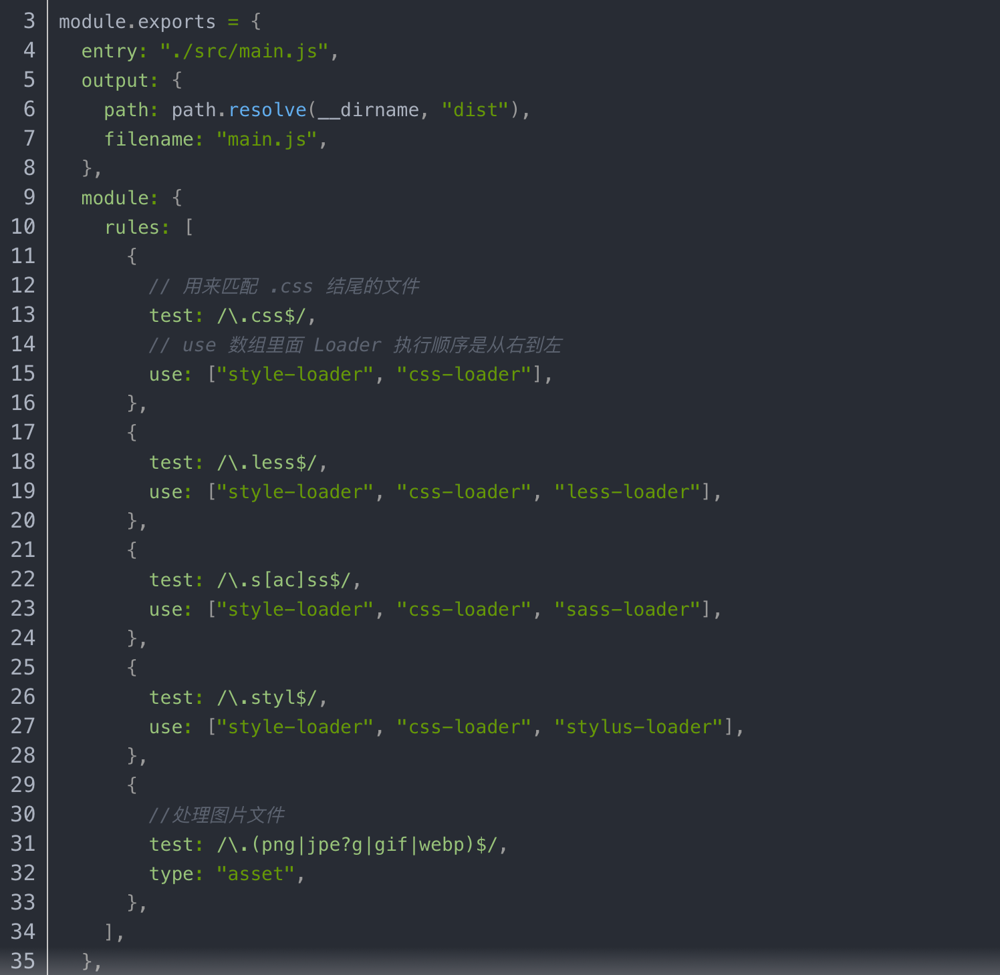 3 module.exports = {
4   entry: "./src/main.js",
5   output: {
6     path: path.resolve(__dirname, "dist"),
7     filename: "main.js",
8   },
9   module: {
10     rules: [
11       {
12         // 用来匹配 .css 结尾的文件
13         test: /\.css$/,
14         // use 数组里面 Loader 执行顺序是从右到左
15         use: ["style-loader", "css-loader"],
16       },
17       {
18         test: /\.less$/,
19         use: ["style-loader", "css-loader", "less-loader"],
20       },
21       {
22         test: /\.s[ac]ss$/,
23         use: ["style-loader", "css-loader", "sass-loader"],
24       },
25       {
26         test: /\.styl$/,
27         use: ["style-loader", "css-loader", "stylus-loader"],
28       },
29       {
30         //处理图片文件
31         test: /\.(png|jpe?g|gif|webp)$/,
32         type: "asset",
33       },
34     ],
35   },